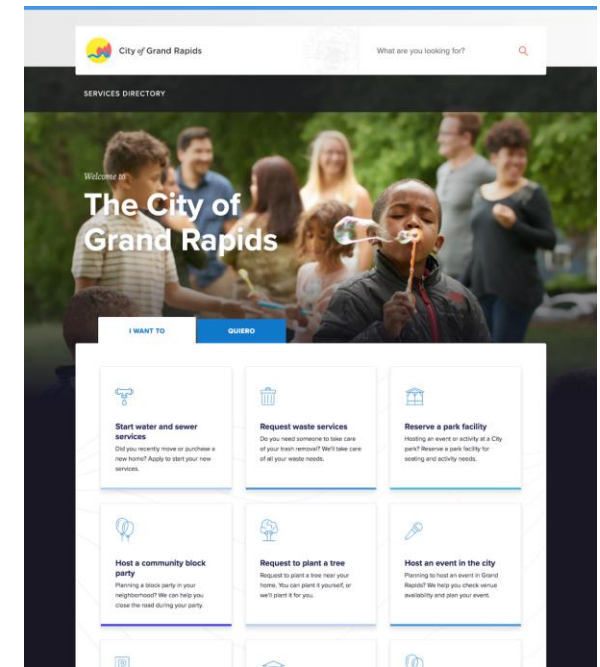 City of Grand Rapids
What are you looking for?
SERVICES DIRECTORY
Welcome to
The City of
Grand Rapids
I WANT TO
QUIERO
Start water and sewer
services
Did you recently move or purchase a
new home? Apply to start your new
services.
Request waste services
Do you need someone to take care
of your trash removal? We'll take care
of all your waste needs.
Reserve a park facility
Hosting an event or activity at a City
park? Reserve a park facility for
seating and activity needs.
Host a community block
party
Planning a block party in your
neighborhood? We can help you
close the road during your party.
Request to plant a tree
Request to plant a tree near your
home. You can plant it yourself, or
we'll plant it for you.
Host an event in the city
Planning to host an event in Grand
Rapids? We help you check venue
availability and plan your event.